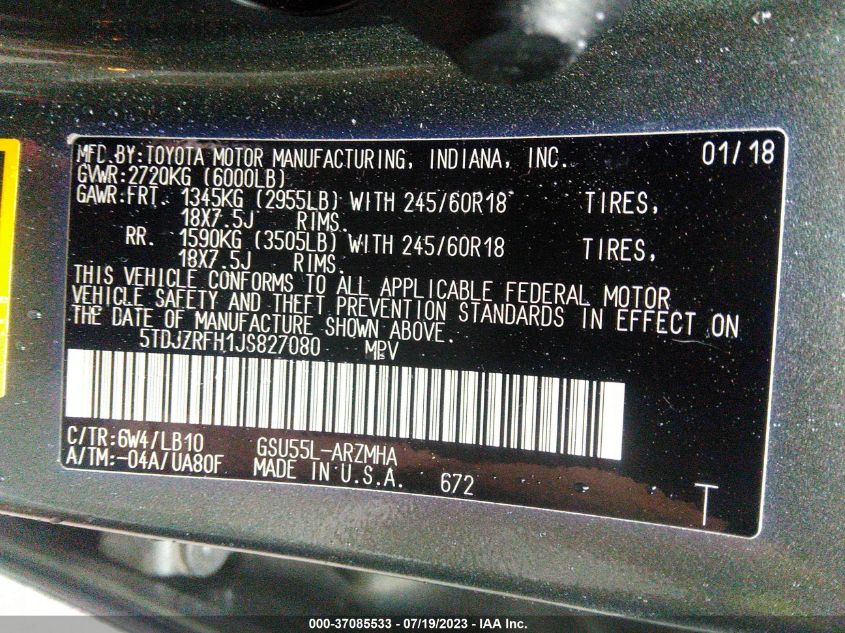 MFD.BY:TOYOTA MOTOR MANUFACTURING, INDIANA, INC. 01/18
GVWR:2720KG (6000LB)
GAWR:FRT. 1345KG (2955LB) WITH 245/60R18 TIRES,
18X7.5J RIMS.
RR. 1590KG (3505LB) WITH 245/60R18 TIRES,
18X7.5J RIMS.
THIS VEHICLE CONFORMS TO ALL APPLICABLE FEDERAL MOTOR
VEHICLE SAFETY AND THEFT PREVENTION STANDARDS IN EFFECT ON
THE DATE OF MANUFACTURE SHOWN ABOVE.
5TDJZRFH1JS827080 MPV
C/TR:6W4/LB10 GSU55L-ARZMHA
A/TM:-04A/UA80F MADE IN U.S.A. 672
T
000-37085533 - 07/19/2023 - IAA Inc.